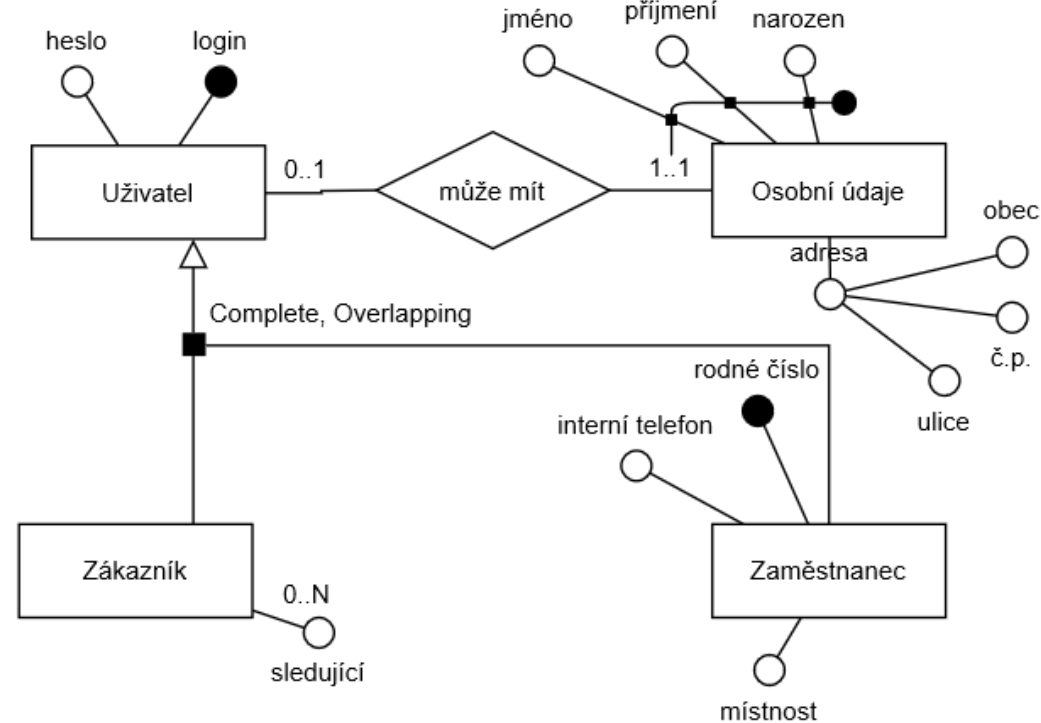 jméno
příjmení
narozen
heslo
login
0..1
1..1
Uživatel
může mít
Osobní údaje
obec
adresa
Complete, Overlapping
č.p.
rodné číslo
ulice
interní telefon
Zákazník
Zaměstnanec
0..N
sledující
místnost